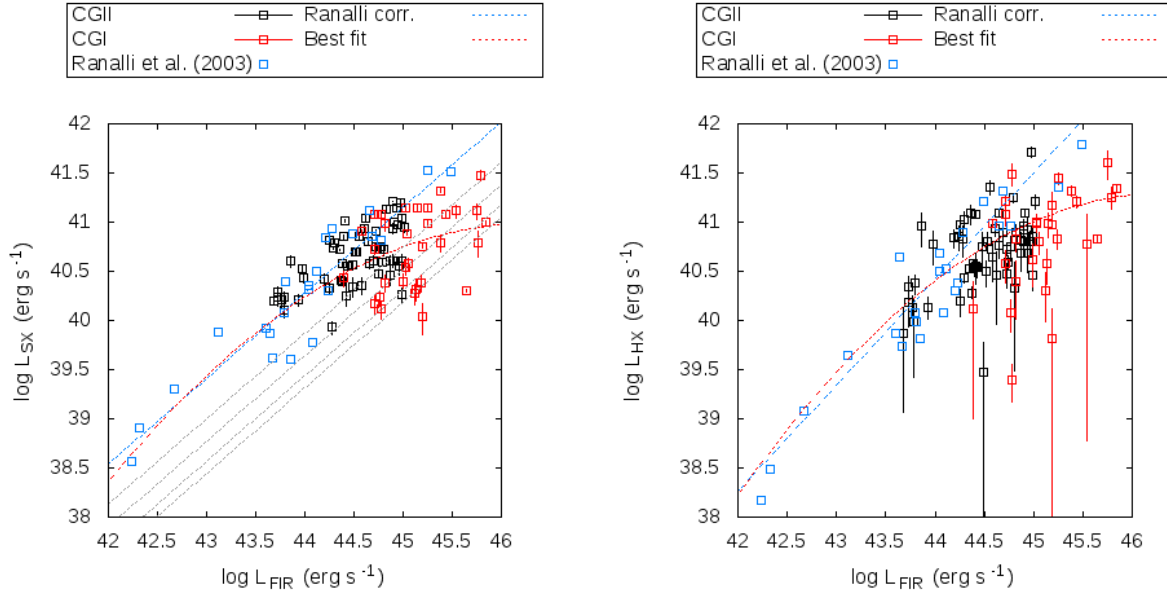 CGII Ranalli corr.
CGI Best fit
Ranalli et al. (2003)
42
41.5
41
40.5
40
39.5
39
38.5
38
log L_SX (erg s^-1)
42 42.5 43 43.5 44 44.5 45 45.5 46
log L_FIR (erg s^-1)
CGII Ranalli corr.
CGI Best fit
Ranalli et al. (2003)
42
41.5
41
40.5
40
39.5
39
38.5
38
log L_HX (erg s^-1)
42 42.5 43 43.5 44 44.5 45 45.5 46
log L_FIR (erg s^-1)